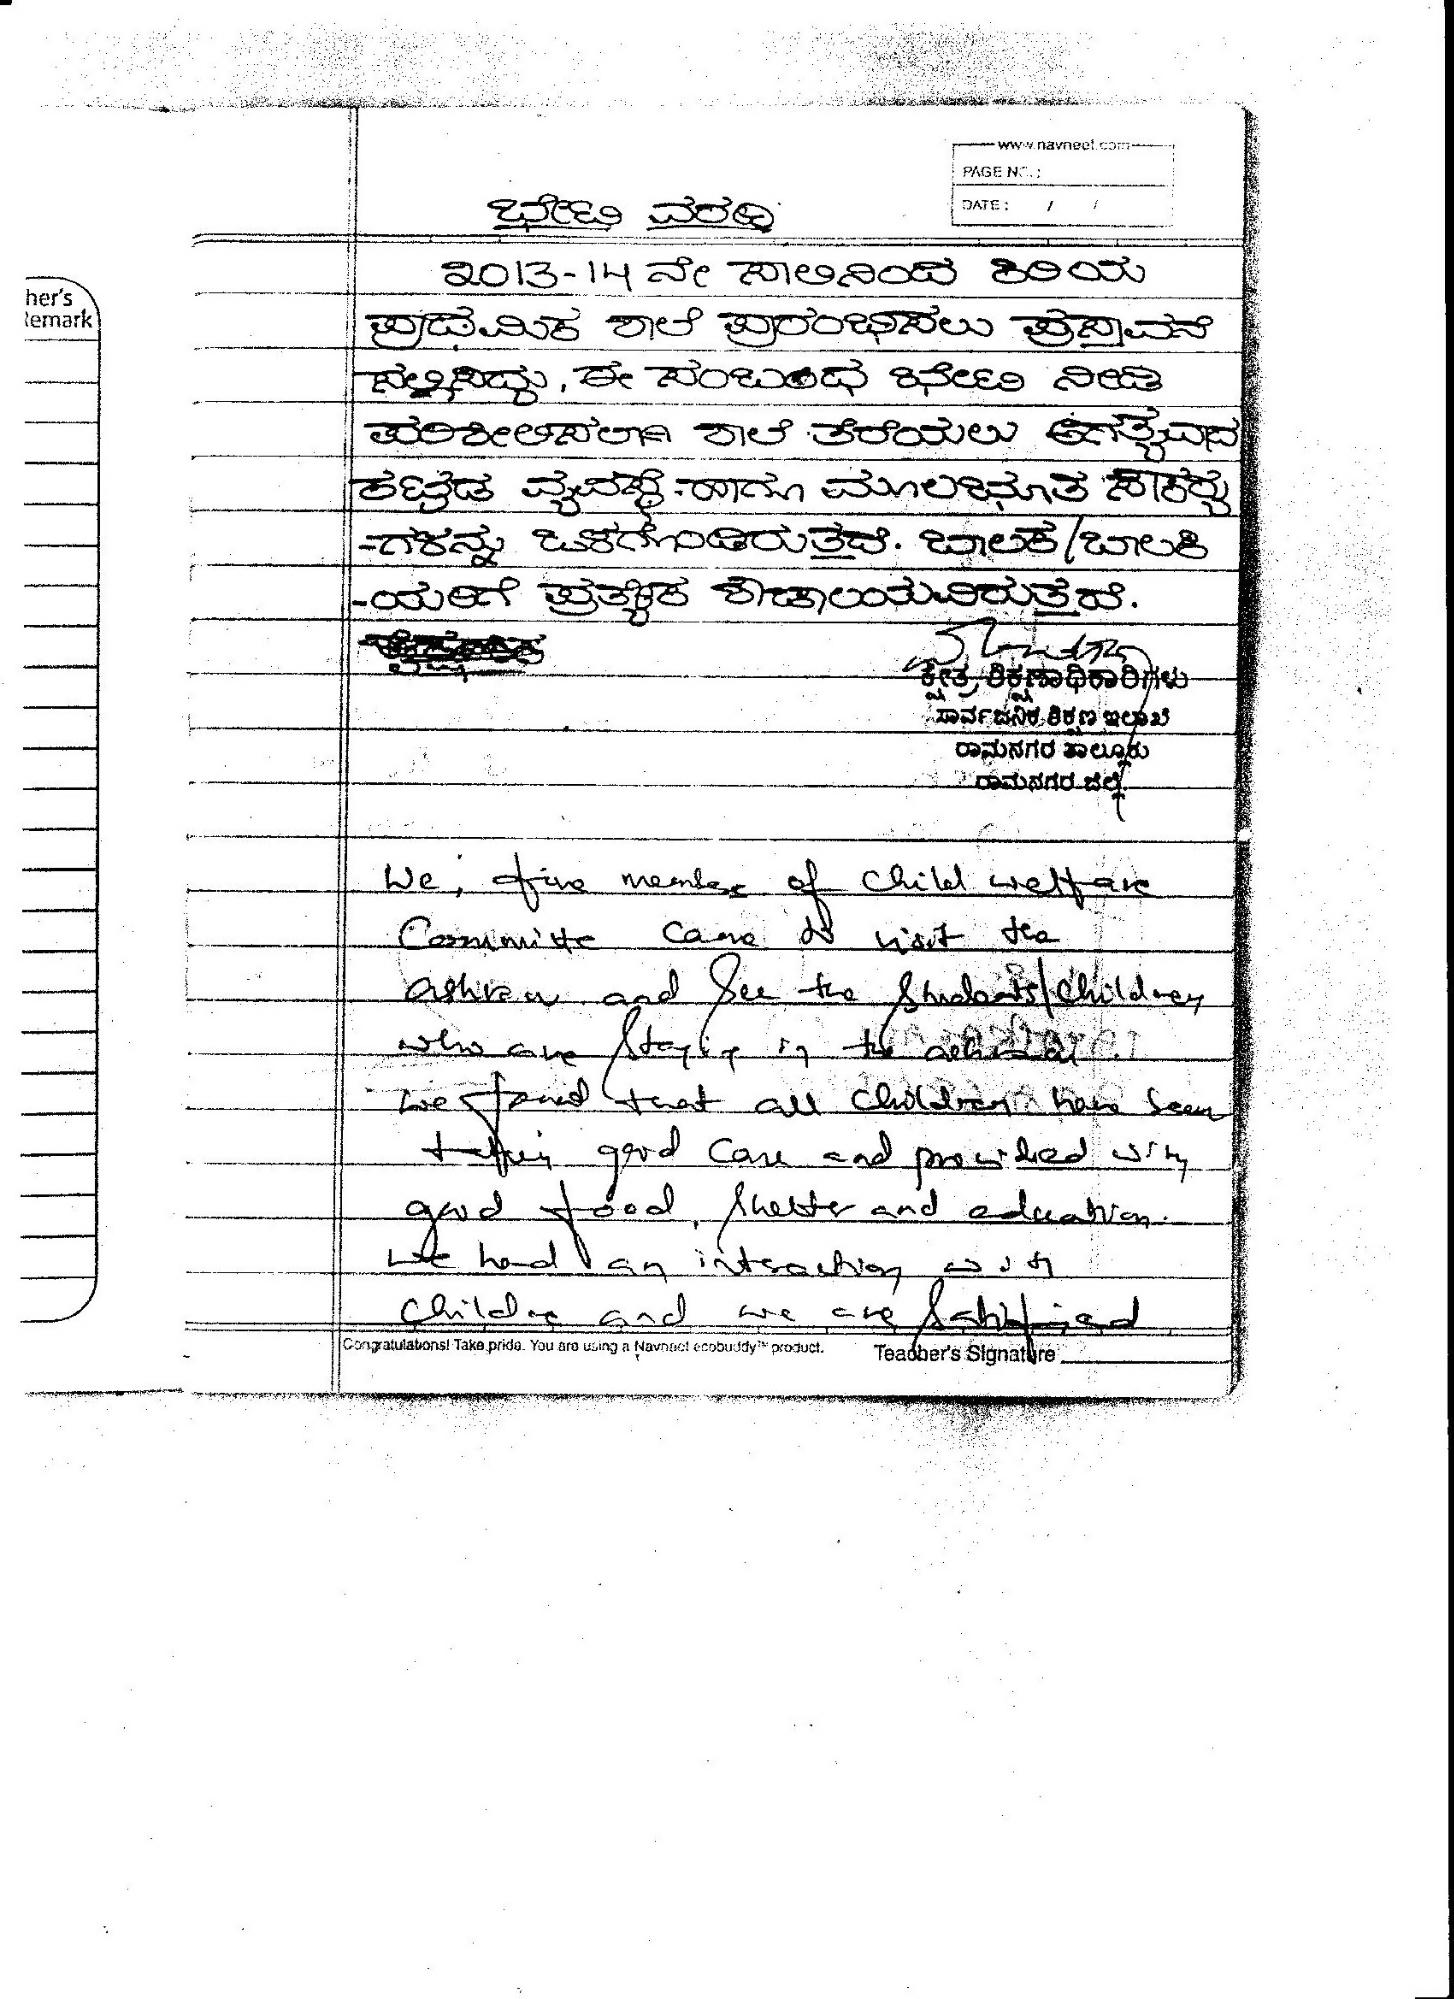 www.navneet.com
PAGE NO.:
DATE: / /
ಭೇಟಿ ವರದಿ
2013-14 ನೇ ಸಾಲಿನಿಂದ ಕಿರಿಯ
ಪ್ರಾಥಮಿಕ ಶಾಲೆ ಪ್ರಾರಂಭಿಸಲು ಪ್ರಸ್ತಾವನೆ
ಸಲ್ಲಿಸಿದ್ದು, ಈ ಸಂಬಂಧ ಭೇಟಿ ನೀಡಿ
ಪರಿಶೀಲಿಸಲಾಗಿ ಶಾಲೆ ತೆರೆಯಲು ಅಗತ್ಯವಾದ
ಕಟ್ಟಡ ವ್ಯವಸ್ಥೆ ಹಾಗೂ ಮೂಲಭೂತ ಸೌಕರ್ಯ
-ಗಳನ್ನು ಒಳಗೊಂಡಿರುತ್ತದೆ. ಬಾಲಕ/ಬಾಲಕಿ
-ಯರಿಗೆ ಪ್ರತ್ಯೇಕ ಶೌಚಾಲಯವಿರುತ್ತದೆ.
ಕ್ಷೇತ್ರ ಶಿಕ್ಷಣಾಧಿಕಾರಿಗಳು
ಸಾರ್ವಜನಿಕ ಶಿಕ್ಷಣ ಇಲಾಖೆ
ರಾಮನಗರ ತಾಲ್ಲೂಕು
ರಾಮನಗರ ಜಿಲ್ಲೆ
her's
Remark
We, five member of child welfare
Committe came to visit the
ashram and see the students/children
who are staying in the ashram.
We found that all children have been
taking good care and provided with
good food, shelter and education.
We had an interaction with
children and we are satisfied
Congratulations! Take pride. You are using a Navneet ecobuddy™ product.
Teacher's Signature